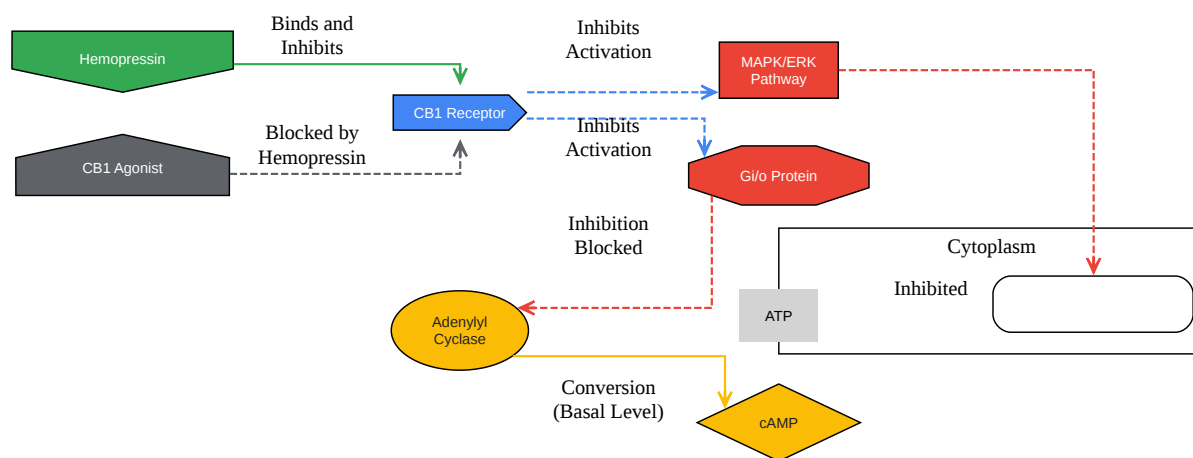 Hemopressin
Binds and
Inhibits
Inhibits
Activation
MAPK/ERK
Pathway
CB1 Receptor
CB1 Agonist
Blocked by
Hemopressin
Inhibits
Activation
Gi/o Protein
Inhibition
Blocked
Cytoplasm
Inhibited
ATP
Adenylyl
Cyclase
Conversion
(Basal Level)
cAMP